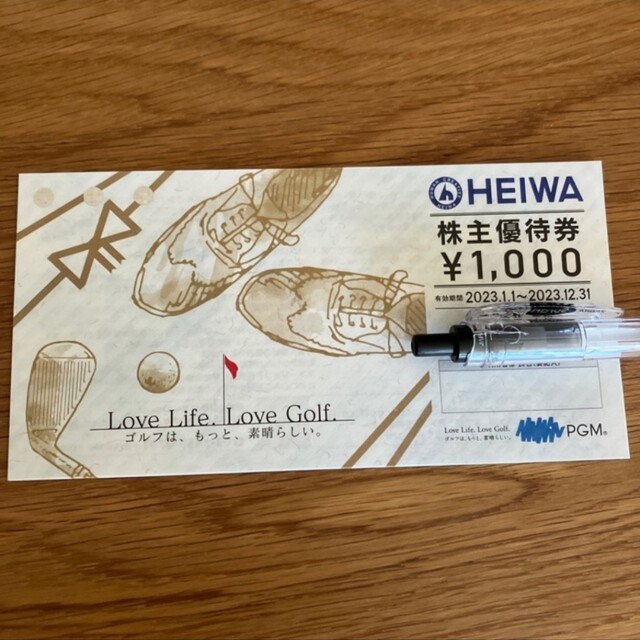 HEIWA
株主優待券
¥1,000
有効期間 2023.1.1～2023.12.31
Love Life. Love Golf.
ゴルフは、もっと、素晴らしい。
Love Life. Love Golf.
ゴルフは、もっと、素晴らしい。
PGM®